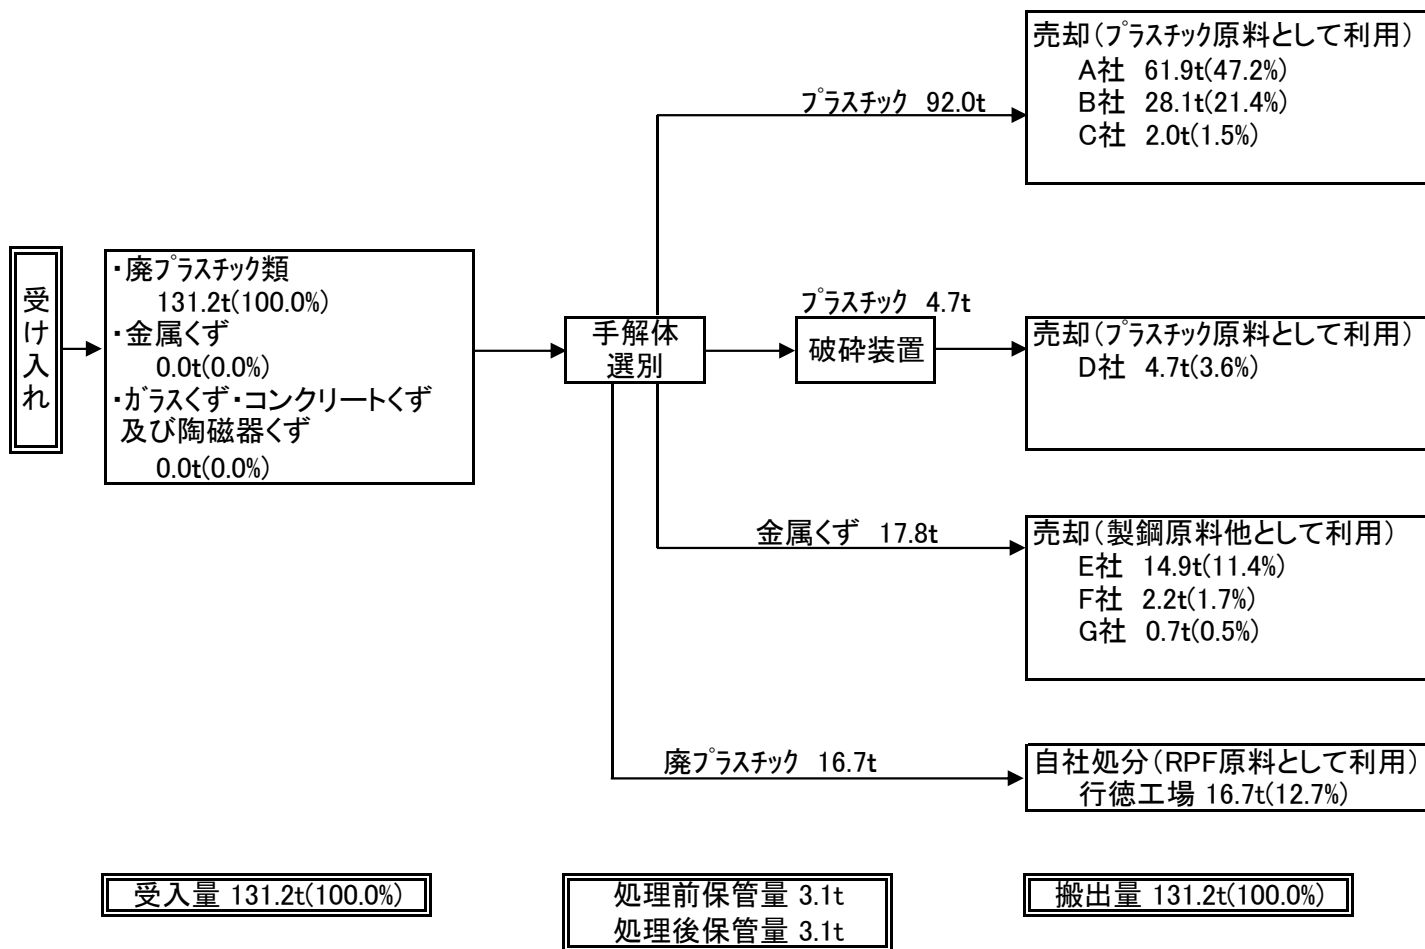 受け入れ
・廃プラスチック類
131.2t(100.0%)
・金属くず
0.0t(0.0%)
・ガラスくず・コンクリートくず
及び陶磁器くず
0.0t(0.0%)
手解体
選別
プラスチック 92.0t
売却(プラスチック原料として利用)
A社 61.9t(47.2%)
B社 28.1t(21.4%)
C社 2.0t(1.5%)
プラスチック 4.7t
破砕装置
売却(プラスチック原料として利用)
D社 4.7t(3.6%)
金属くず 17.8t
売却(製鋼原料他として利用)
E社 14.9t(11.4%)
F社 2.2t(1.7%)
G社 0.7t(0.5%)
廃プラスチック 16.7t
自社処分(RPF原料として利用)
行徳工場 16.7t(12.7%)
受入量 131.2t(100.0%)
処理前保管量 3.1t
処理後保管量 3.1t
搬出量 131.2t(100.0%)